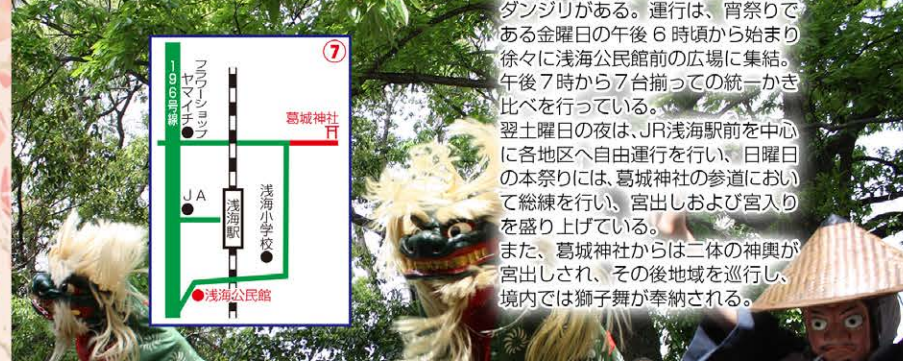 ダンジリがある。運行は、宵祭りで
ある金曜日の午後６時頃から始まり
徐々に浅海公民館前の広場に集結。
午後７時から７台揃っての統一かき
比べを行っている。
翌土曜日の夜は、JR浅海駅前を中心
に各地区へ自由運行を行い、日曜日
の本祭りには、葛城神社の参道におい
て総練を行い、宮出しおよび宮入り
を盛り上げている。
また、葛城神社からは二体の神輿が
宮出しされ、その後地域を巡行し、
境内では獅子舞が奉納される。
⑦
196号線
フラワーショップ
ヤマイチ
葛城神社
JA
浅海駅
浅海小学校
浅海公民館